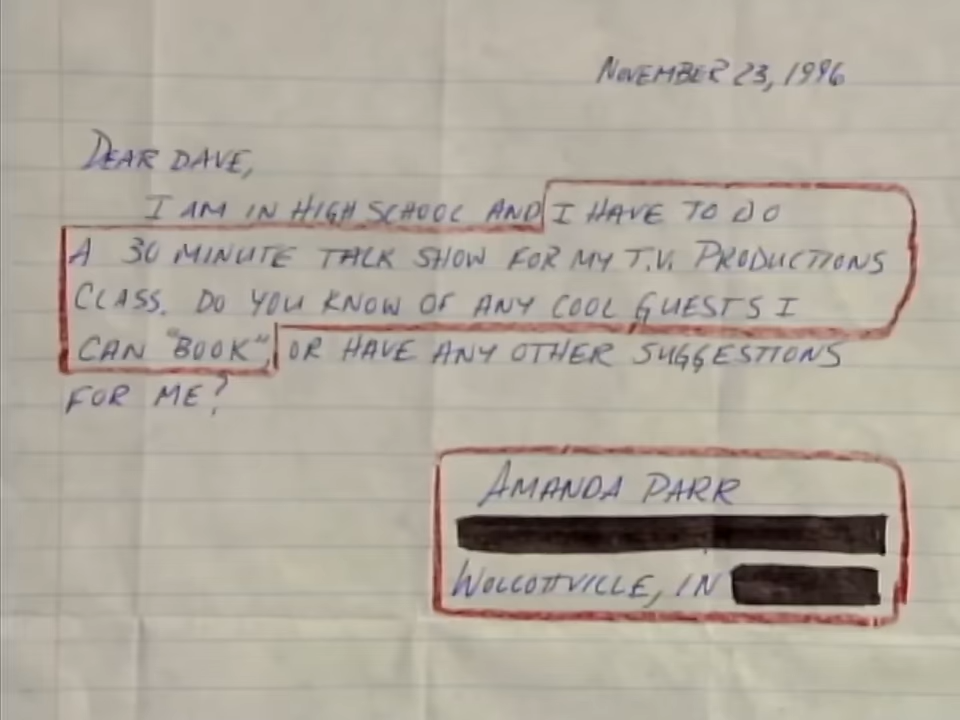 NOVEMBER 23, 1996
DEAR DAVE,
I AM IN HIGH SCHOOL AND I HAVE TO DO
A 30 MINUTE TALK SHOW FOR MY T.V. PRODUCTIONS
CLASS. DO YOU KNOW OF ANY COOL GUESTS I
CAN "BOOK", OR HAVE ANY OTHER SUGGESTIONS
FOR ME?
AMANDA PARR
WOLCOTTVILLE, IN